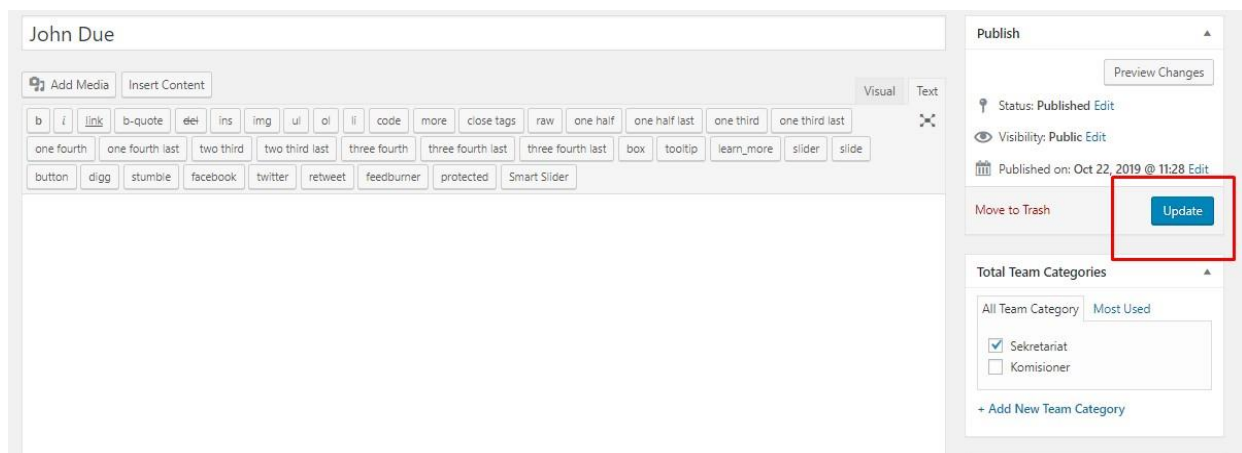 John Due
Add Media Insert Content
Visual Text
b i link b-quote del ins img ul ol li code more close tags raw one half one half last one third one third last
one fourth one fourth last two third two third last three fourth three fourth last three fourth last box tooltip learn_more slider slide
button digg stumble facebook twitter retweet feedburner protected Smart Slider
Publish
Preview Changes
Status: Published Edit
Visibility: Public Edit
Published on: Oct 22, 2019 @ 11:28 Edit
Move to Trash Update
Total Team Categories
All Team Category Most Used
Sekretariat
Komisioner
+ Add New Team Category